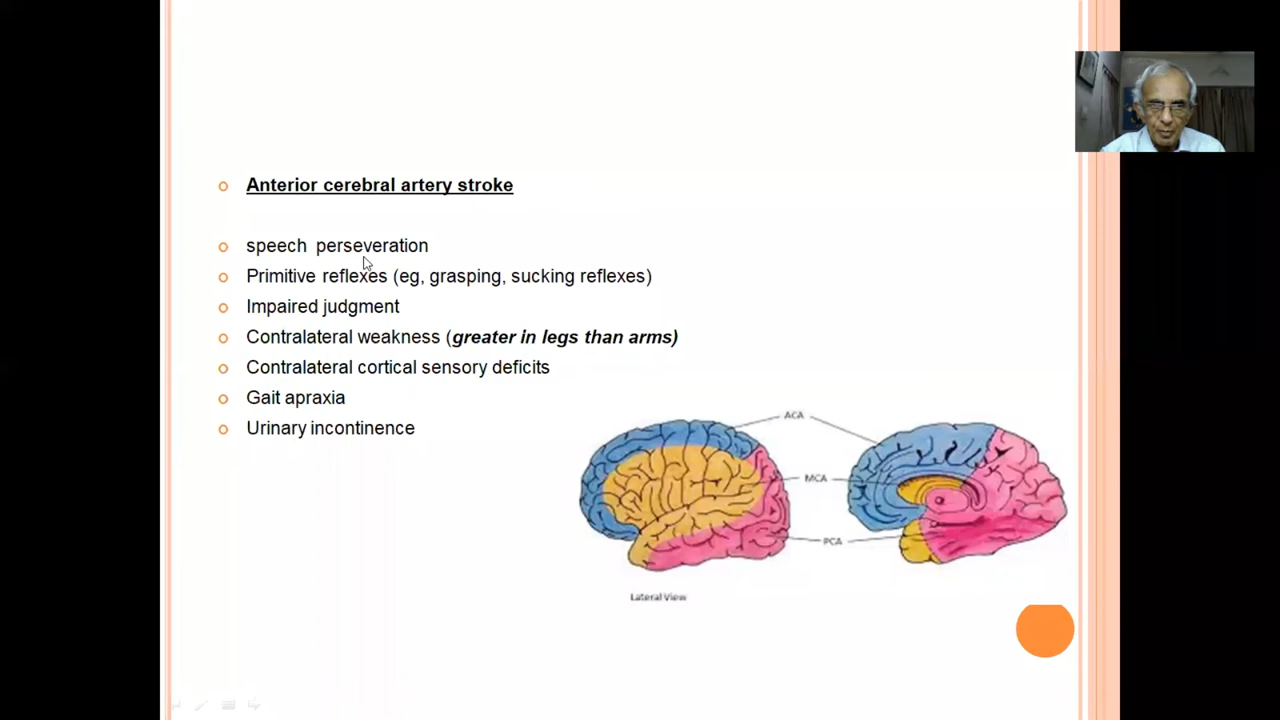 Anterior cerebral artery stroke
speech perseveration
Primitive reflexes (eg, grasping, sucking reflexes)
Impaired judgment
Contralateral weakness (greater in legs than arms)
Contralateral cortical sensory deficits
Gait apraxia
Urinary incontinence
ACA
MCA
PCA
Lateral View